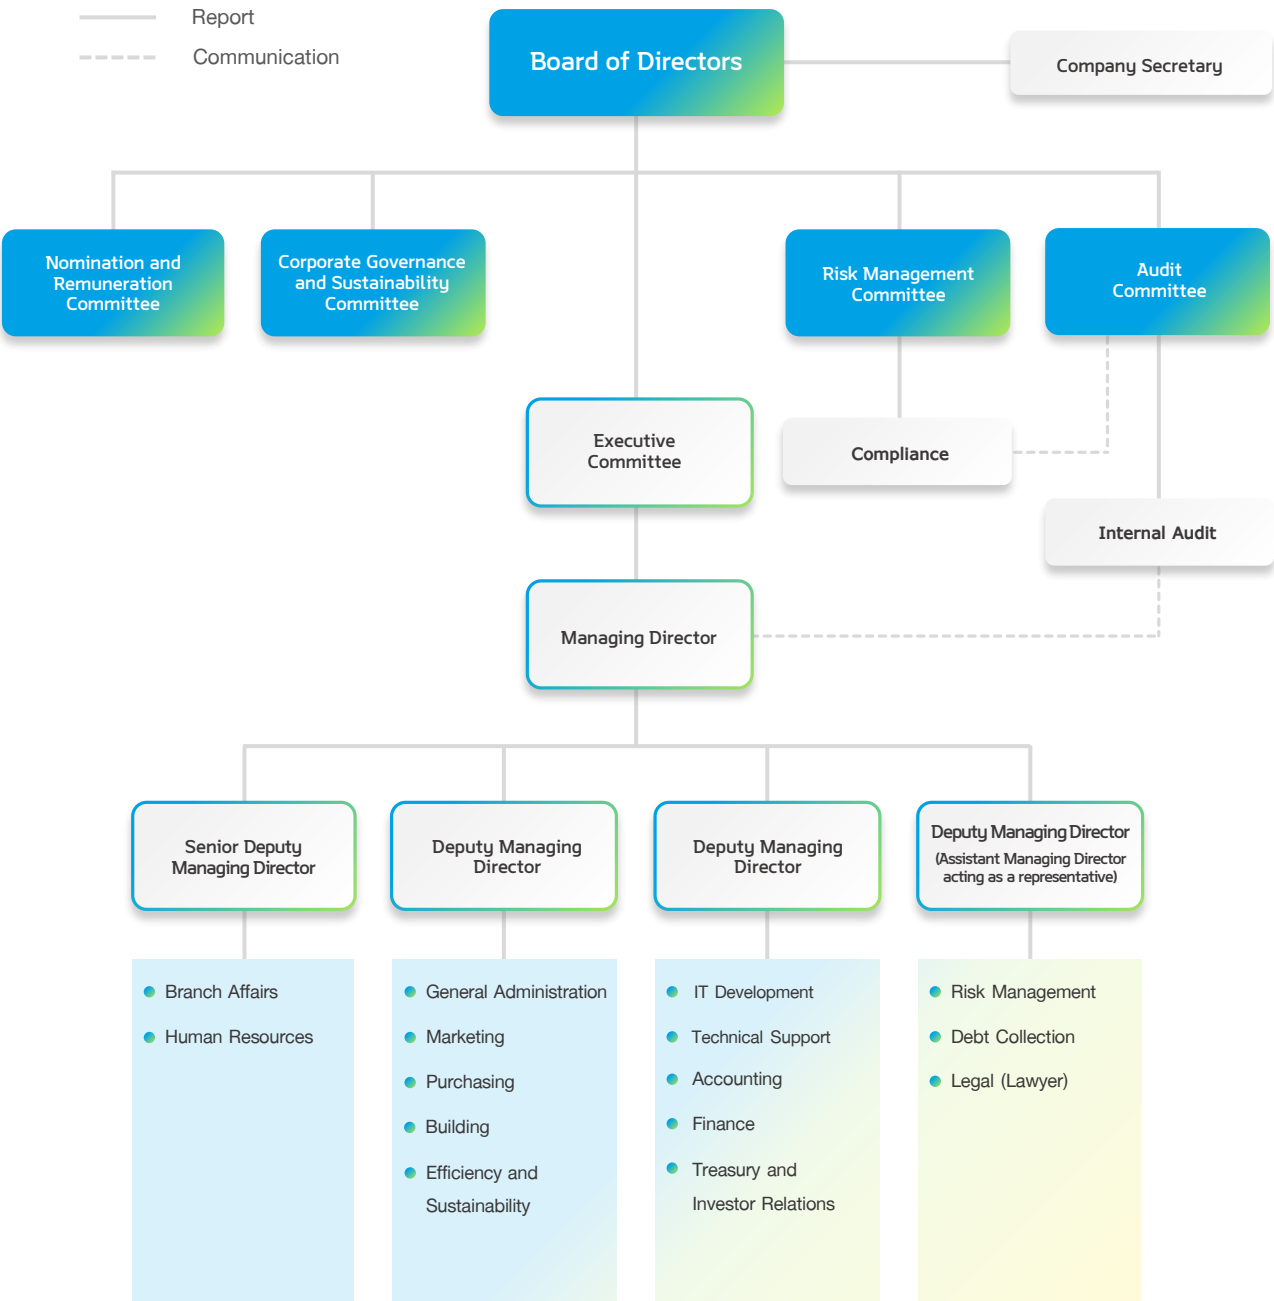 Report
Communication
Board of Directors
Company Secretary
Nomination and
Remuneration
Committee
Corporate Governance
and Sustainability
Committee
Risk Management
Committee
Audit
Committee
Executive
Committee
Compliance
Internal Audit
Managing Director
Senior Deputy
Managing Director
Deputy Managing
Director
Deputy Managing
Director
Deputy Managing Director
(Assistant Managing Director
acting as a representative)
Branch Affairs
Human Resources
General Administration
Marketing
Purchasing
Building
Efficiency and
Sustainability
IT Development
Technical Support
Accounting
Finance
Treasury and
Investor Relations
Risk Management
Debt Collection
Legal (Lawyer)